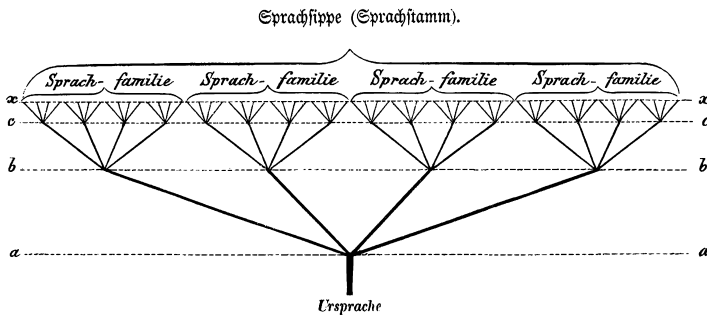 Sprachsippe (Sprachstamm).
Sprach-familie Sprach-familie Sprach-familie Sprach-familie
x x
c c
b b
a a
Ursprache